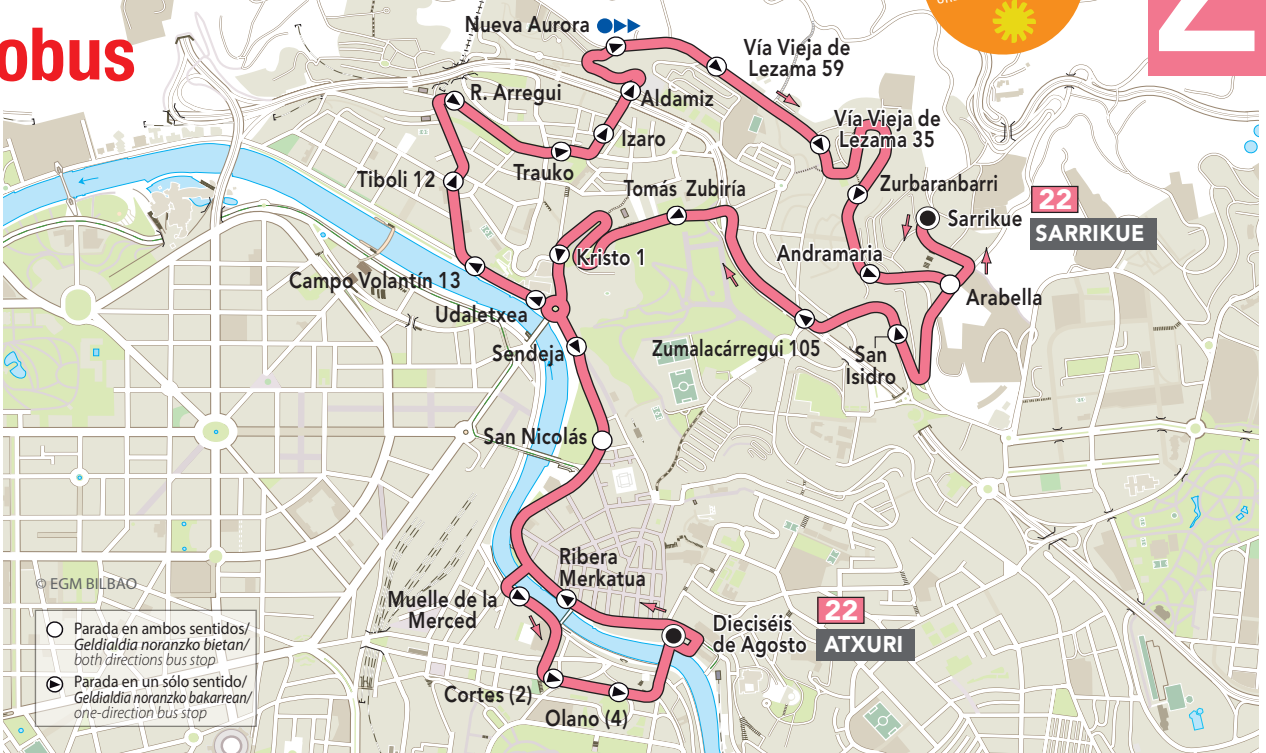 obus
Nueva Aurora
Vía Vieja de
Lezama 59
R. Arregui
Aldamiz
Vía Vieja de
Lezama 35
Izaro
Trauko
Tiboli 12
Tomás Zubiría
Zurbaranbarri
22
Sarrikue
SARRIKUE
Kristo 1
Andramaria
Campo Volantín 13
Arabella
Udaletxea
Sendeja
Zumalacárregui 105
San
Isidro
San Nicolás
Ribera
Merkatua
© EGM BILBAO
Muelle de la
Merced
22
Dieciséis
de Agosto
ATXURI
Parada en ambos sentidos/
Geldialdia noranzko bietan/
both directions bus stop
Parada en un sólo sentido/
Geldialdia noranzko bakarrean/
one-direction bus stop
Cortes (2)
Olano (4)